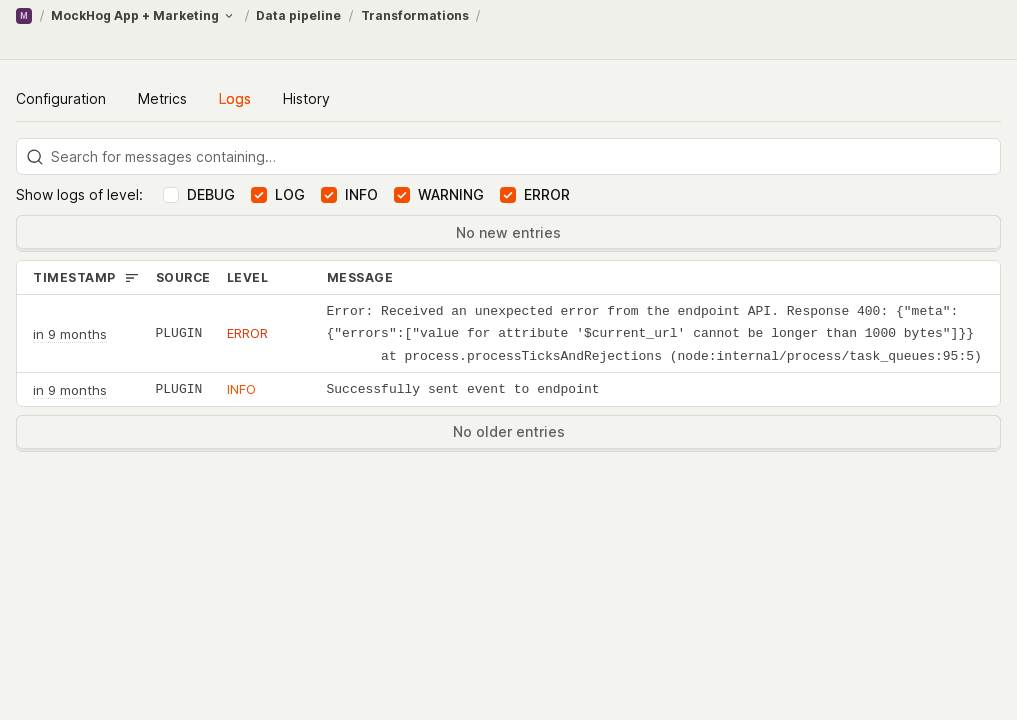 M / MockHog App + Marketing / Data pipeline / Transformations /
Configuration Metrics Logs History
Search for messages containing…
Show logs of level: DEBUG LOG INFO WARNING ERROR
No new entries
TIMESTAMP SOURCE LEVEL MESSAGE
in 9 months PLUGIN ERROR Error: Received an unexpected error from the endpoint API. Response 400: {"meta":
{"errors":["value for attribute '$current_url' cannot be longer than 1000 bytes"]}}
at process.processTicksAndRejections (node:internal/process/task_queues:95:5)
in 9 months PLUGIN INFO Successfully sent event to endpoint
No older entries